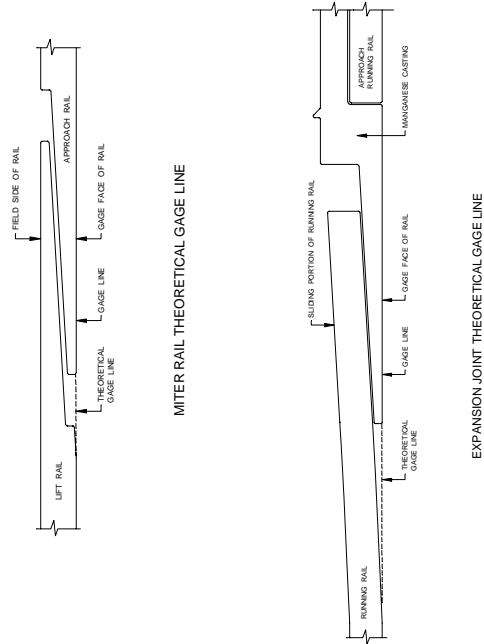 FIELD SIDE OF RAIL
APPROACH RAIL
GAGE FACE OF RAIL
GAGE LINE
THEORETICAL
GAGE LINE
LIFT RAIL
MITER RAIL THEORETICAL GAGE LINE
APPROACH
RUNNING RAIL
MANGANESE CASTING
SLIDING PORTION OF RUNNING RAIL
GAGE FACE OF RAIL
GAGE LINE
THEORETICAL
GAGE LINE
RUNNING RAIL
EXPANSION JOINT THEORETICAL GAGE LINE